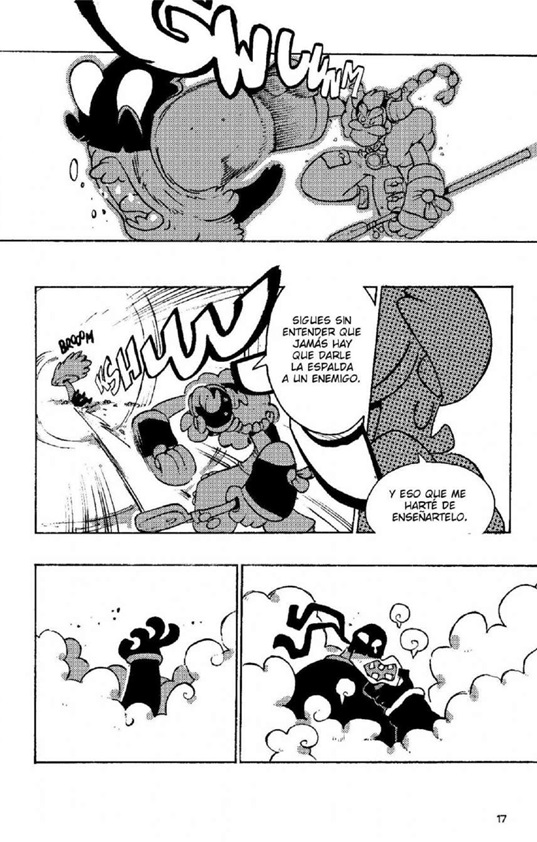 GWUUNM
SIGUES SIN
ENTENDER QUE
JAMÁS HAY
QUE DARLE
LA ESPALDA
A UN ENEMIGO.
BROOOM
KSHUUU
Y ESO QUE ME
HARTÉ DE
ENSEÑÁRTELO.
17